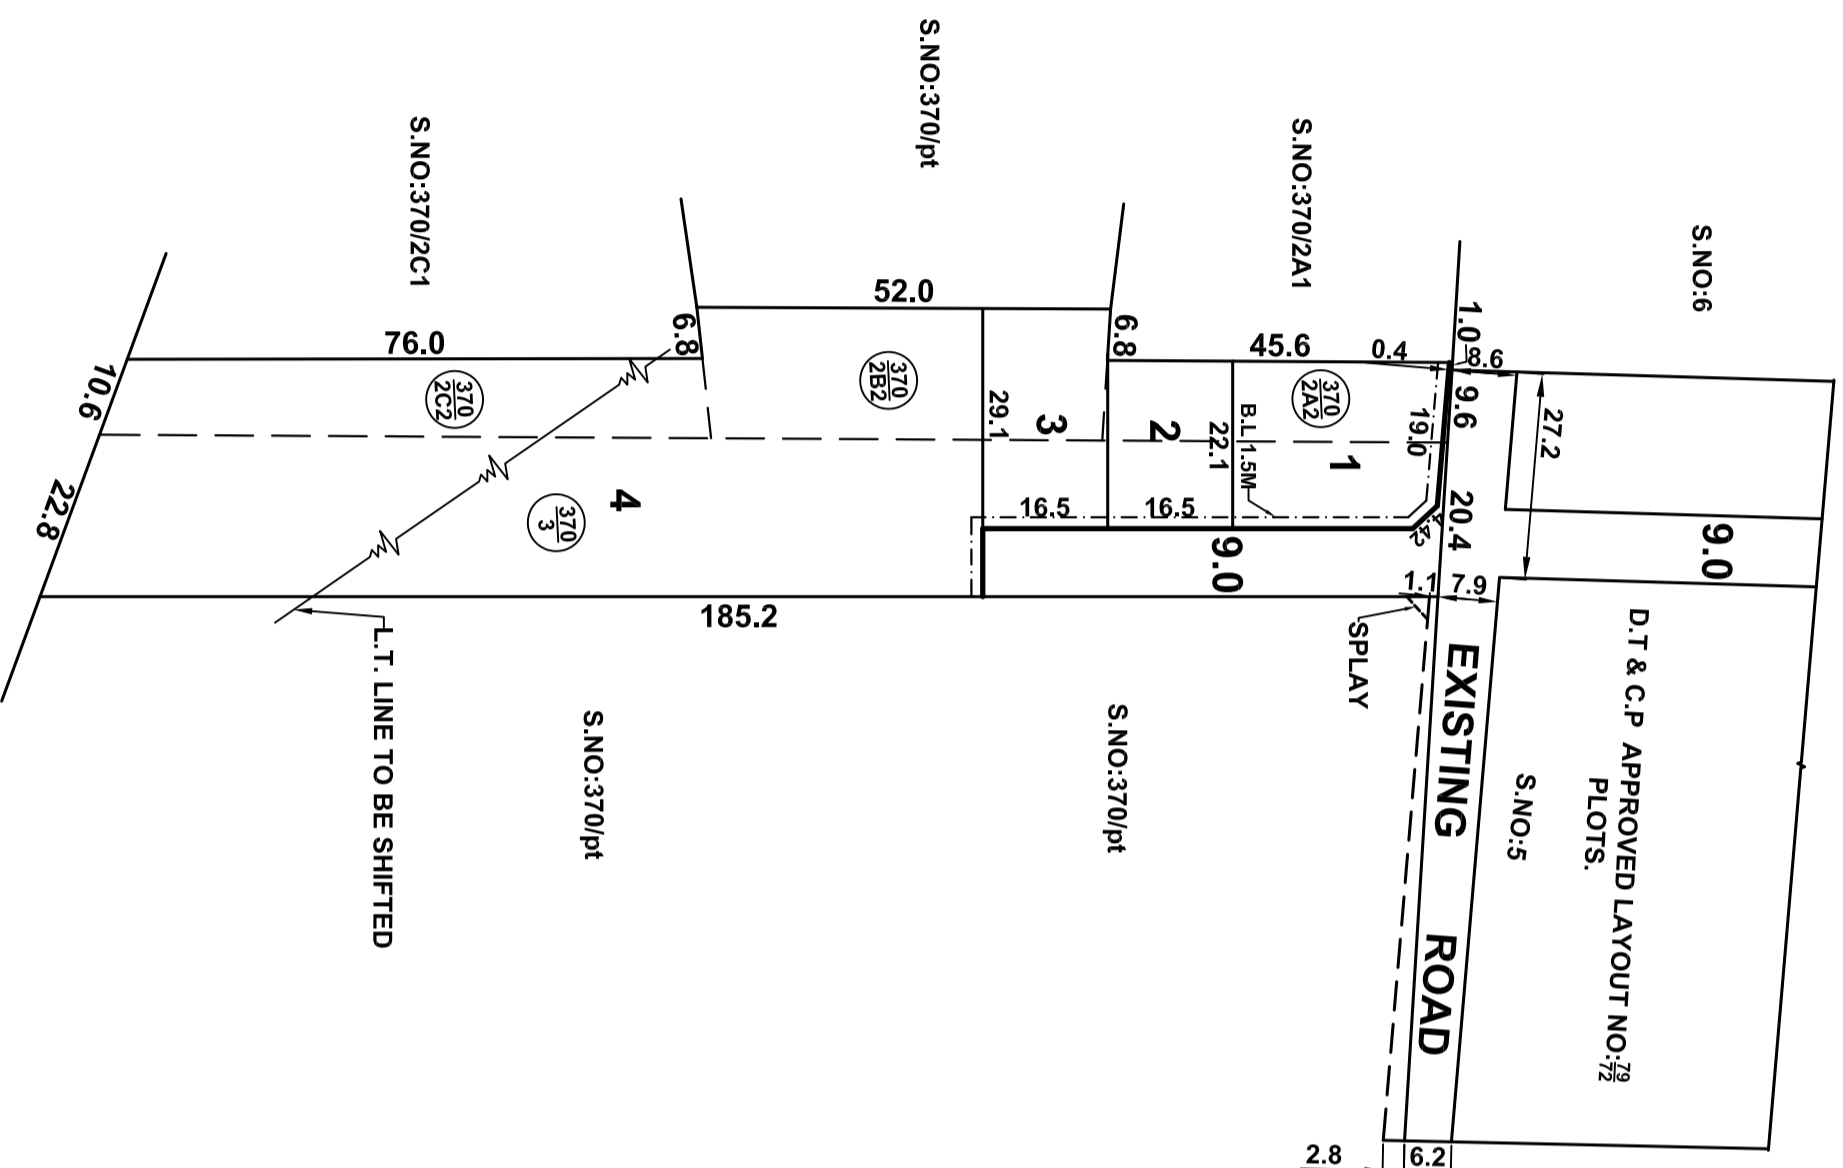 S.NO:6
S.NO:370/pt
S.NO:370/2A1
S.NO:370/2C1
1.0
8.6
27.2
9.0
52.0
6.8
45.6
0.4
9.6
19.0
76.0
6.8
370
2C2
370
2B2
370
2A2
29.1
3
2
22.1
B.L 1.5M
1
20.4
4.2
10.6
22.8
4
370
3
16.5
16.5
9.0
1.1
7.9
185.2
SPLAY
L.T. LINE TO BE SHIFTED
S.NO:370/pt
S.NO:370/pt
EXISTING ROAD
S.NO:5
D.T & C.P APPROVED LAYOUT NO:79
72
PLOTS.
2.8
6.2